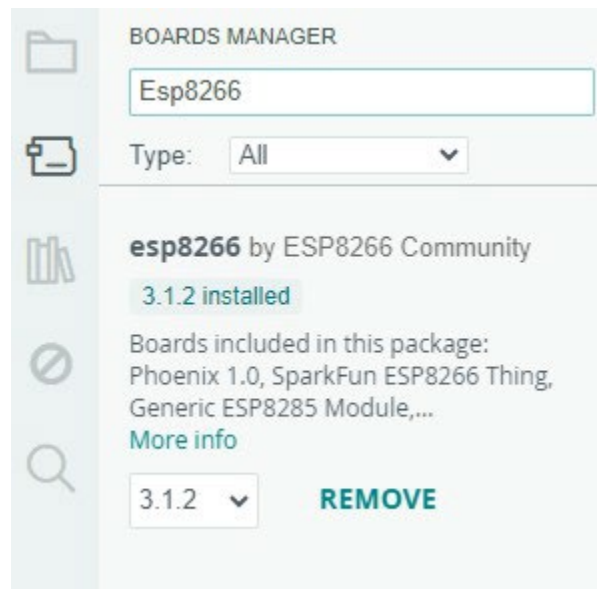 BOARDS MANAGER
Esp8266
Type: All
esp8266 by ESP8266 Community
3.1.2 installed
Boards included in this package:
Phoenix 1.0, SparkFun ESP8266 Thing,
Generic ESP8285 Module,...
More info
3.1.2 REMOVE